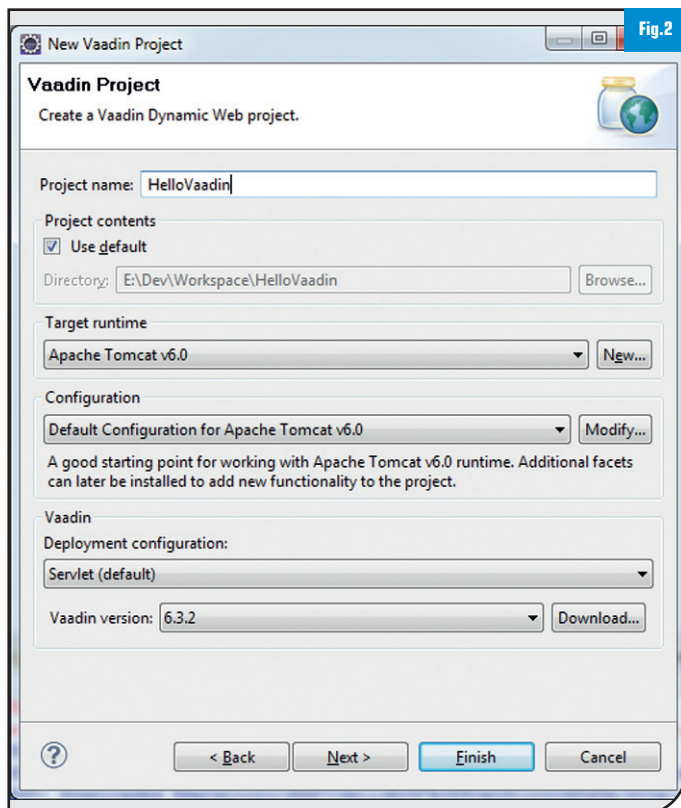 Fig.2
New Vaadin Project
Vaadin Project
Create a Vaadin Dynamic Web project.
Project name: HelloVaadin
Project contents
Use default
Directory: E:\Dev\Workspace\HelloVaadin Browse...
Target runtime
Apache Tomcat v6.0 New...
Configuration
Default Configuration for Apache Tomcat v6.0 Modify...
A good starting point for working with Apache Tomcat v6.0 runtime. Additional facets
can later be installed to add new functionality to the project.
Vaadin
Deployment configuration:
Servlet (default)
Vaadin version: 6.3.2 Download...
? < Back Next > Finish Cancel